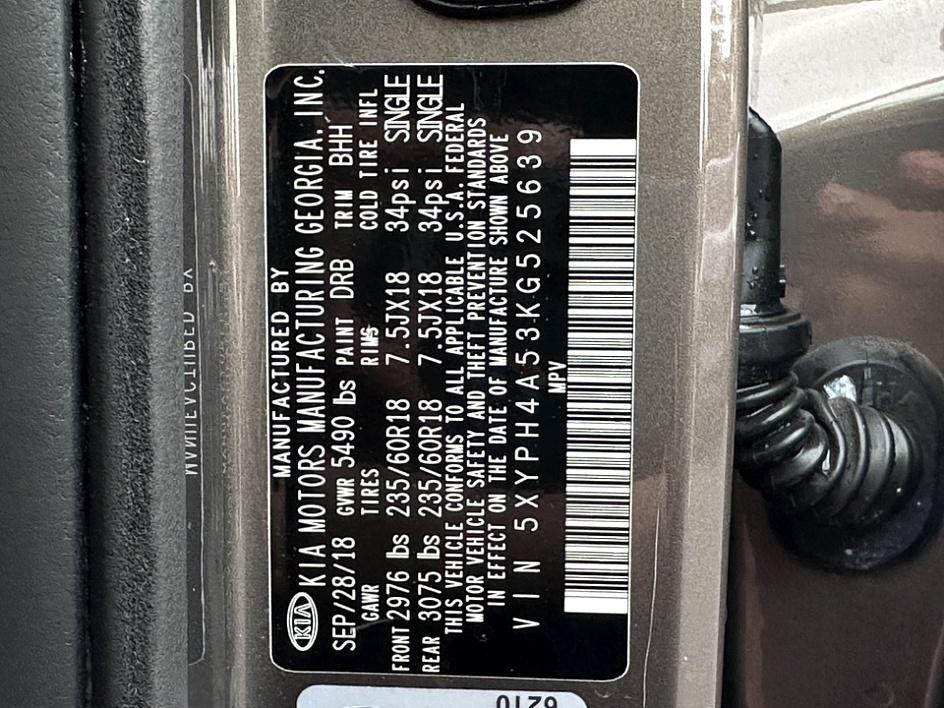 MANUFACTURED BY
KIA KIA MOTORS MANUFACTURING GEORGIA. INC.
SEP/28/18 GVWR 5490 lbs PAINT DRB TRIM BHH
GAWR TIRES RIMS COLD TIRE INFL
FRONT 2976 lbs 235/60R18 7.5JX18 34psi SINGLE
REAR 3075 lbs 235/60R18 7.5JX18 34psi SINGLE
THIS VEHICLE CONFORMS TO ALL APPLICABLE U.S.A. FEDERAL
MOTOR VEHICLE SAFETY AND THEFT PREVENTION STANDARDS
IN EFFECT ON THE DATE OF MANUFACTURE SHOWN ABOVE
VIN 5XYPH4A53KG525639
MPV